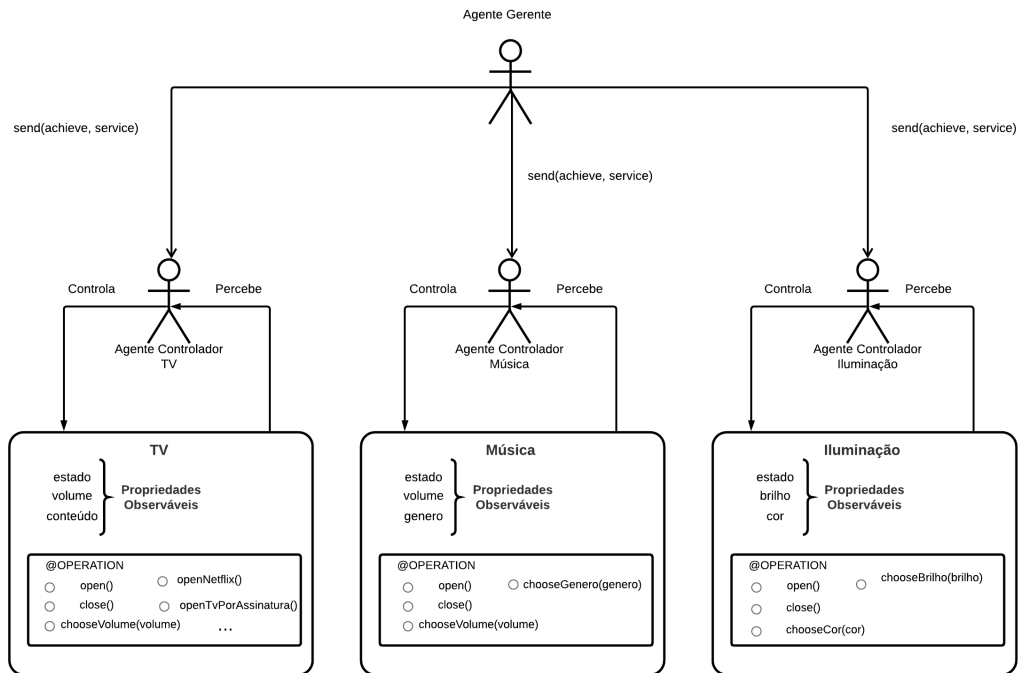 Agente Gerente
send(achieve, service)
send(achieve, service)
send(achieve, service)
Controla
Percebe
Agente Controlador
TV
Controla
Percebe
Agente Controlador
Música
Controla
Percebe
Agente Controlador
Iluminação
TV
estado
volume
conteúdo
Propriedades
Observáveis
@OPERATION
open()
close()
chooseVolume(volume)
openNetflix()
openTvPorAssinatura()
...
Música
estado
volume
genero
Propriedades
Observáveis
@OPERATION
open()
close()
chooseVolume(volume)
chooseGenero(genero)
Iluminação
estado
brilho
cor
Propriedades
Observáveis
@OPERATION
open()
close()
chooseCor(cor)
chooseBrilho(brilho)